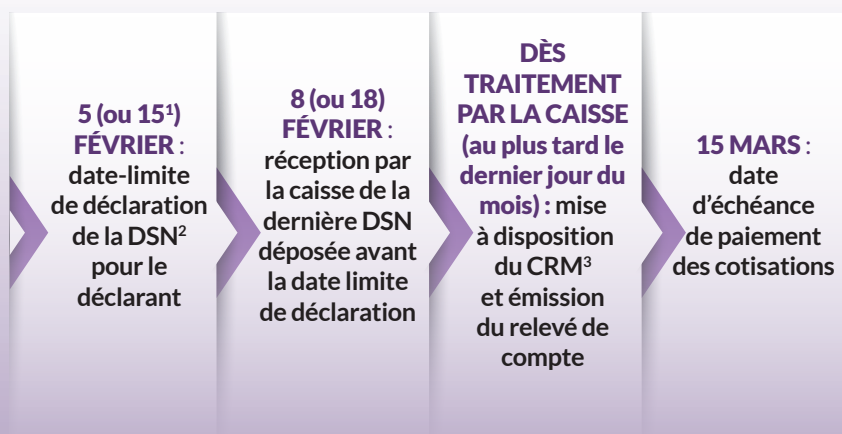 5 (ou 15¹)
FÉVRIER :
date-limite
de déclaration
de la DSN²
pour le
déclarant
8 (ou 18)
FÉVRIER :
réception par
la caisse de la
dernière DSN
déposée avant
la date limite
de déclaration
DÈS
TRAITEMENT
PAR LA CAISSE
(au plus tard le
dernier jour du
mois) : mise
à disposition
du CRM³
et émission
du relevé de
compte
15 MARS :
date
d'échéance
de paiement
des cotisations